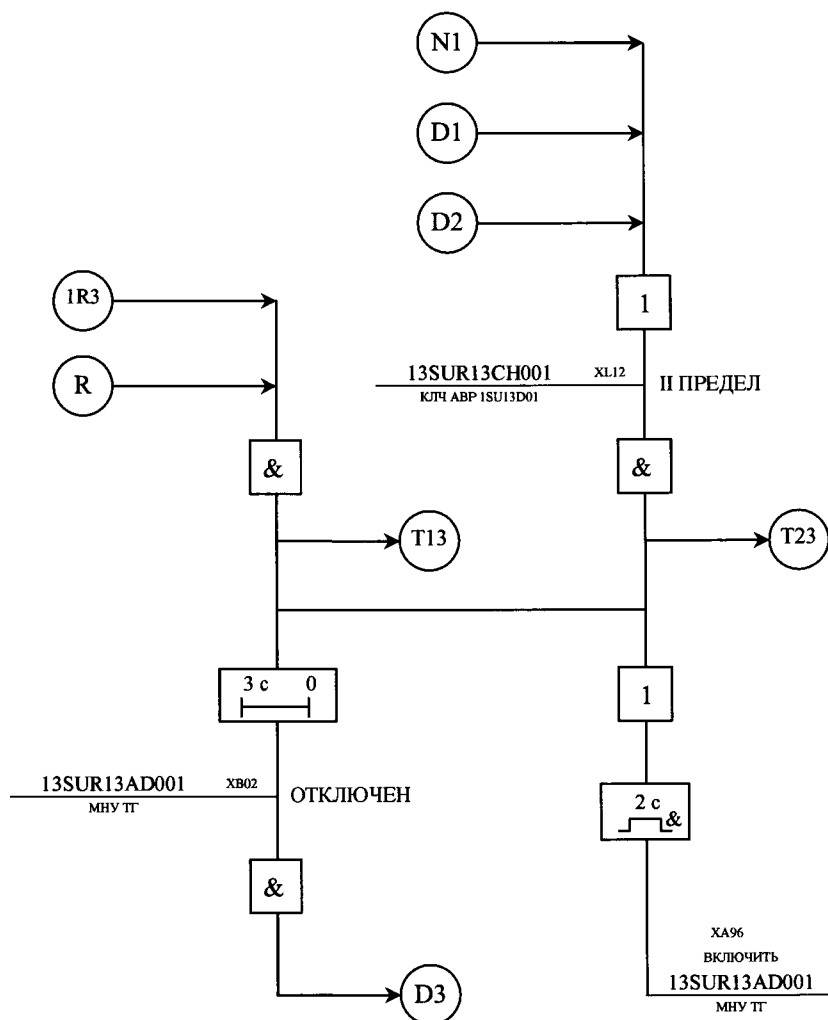 N1
D1
D2
1R3
1
R
13SUR13CH001 XL12 II ПРЕДЕЛ
КЛЧ АВР 1SU13D01
&
&
T13
T23
3 с 0
1
13SUR13AD001 XB02 ОТКЛЮЧЕН
МНУ ТГ
2 с
&
&
XA96
ВКЛЮЧИТЬ
13SUR13AD001
МНУ ТГ
D3